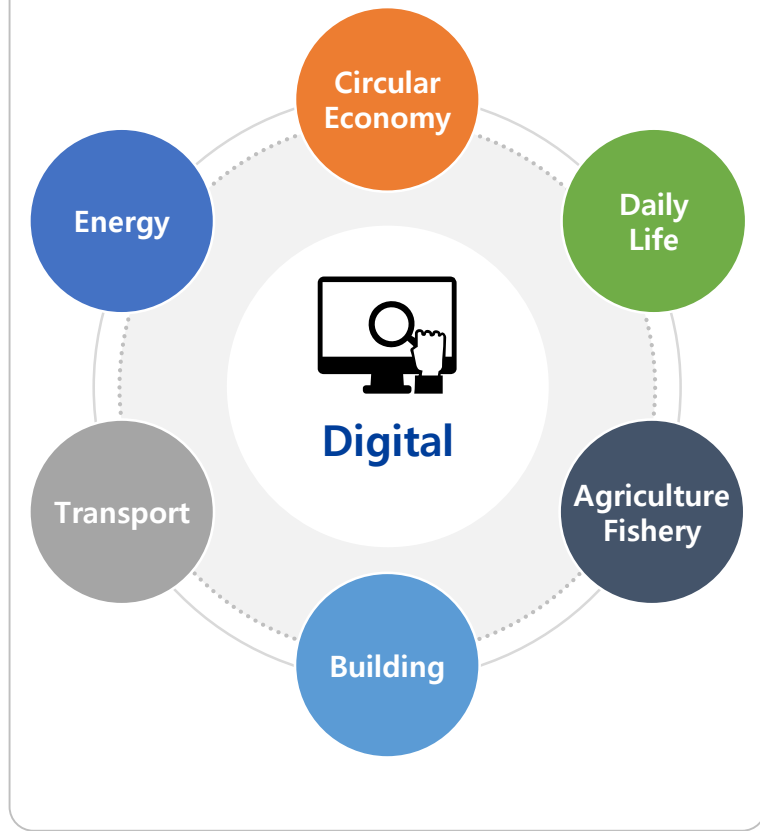 Circular
Economy
Energy
Daily
Life
Digital
Transport
Agriculture
Fishery
Building